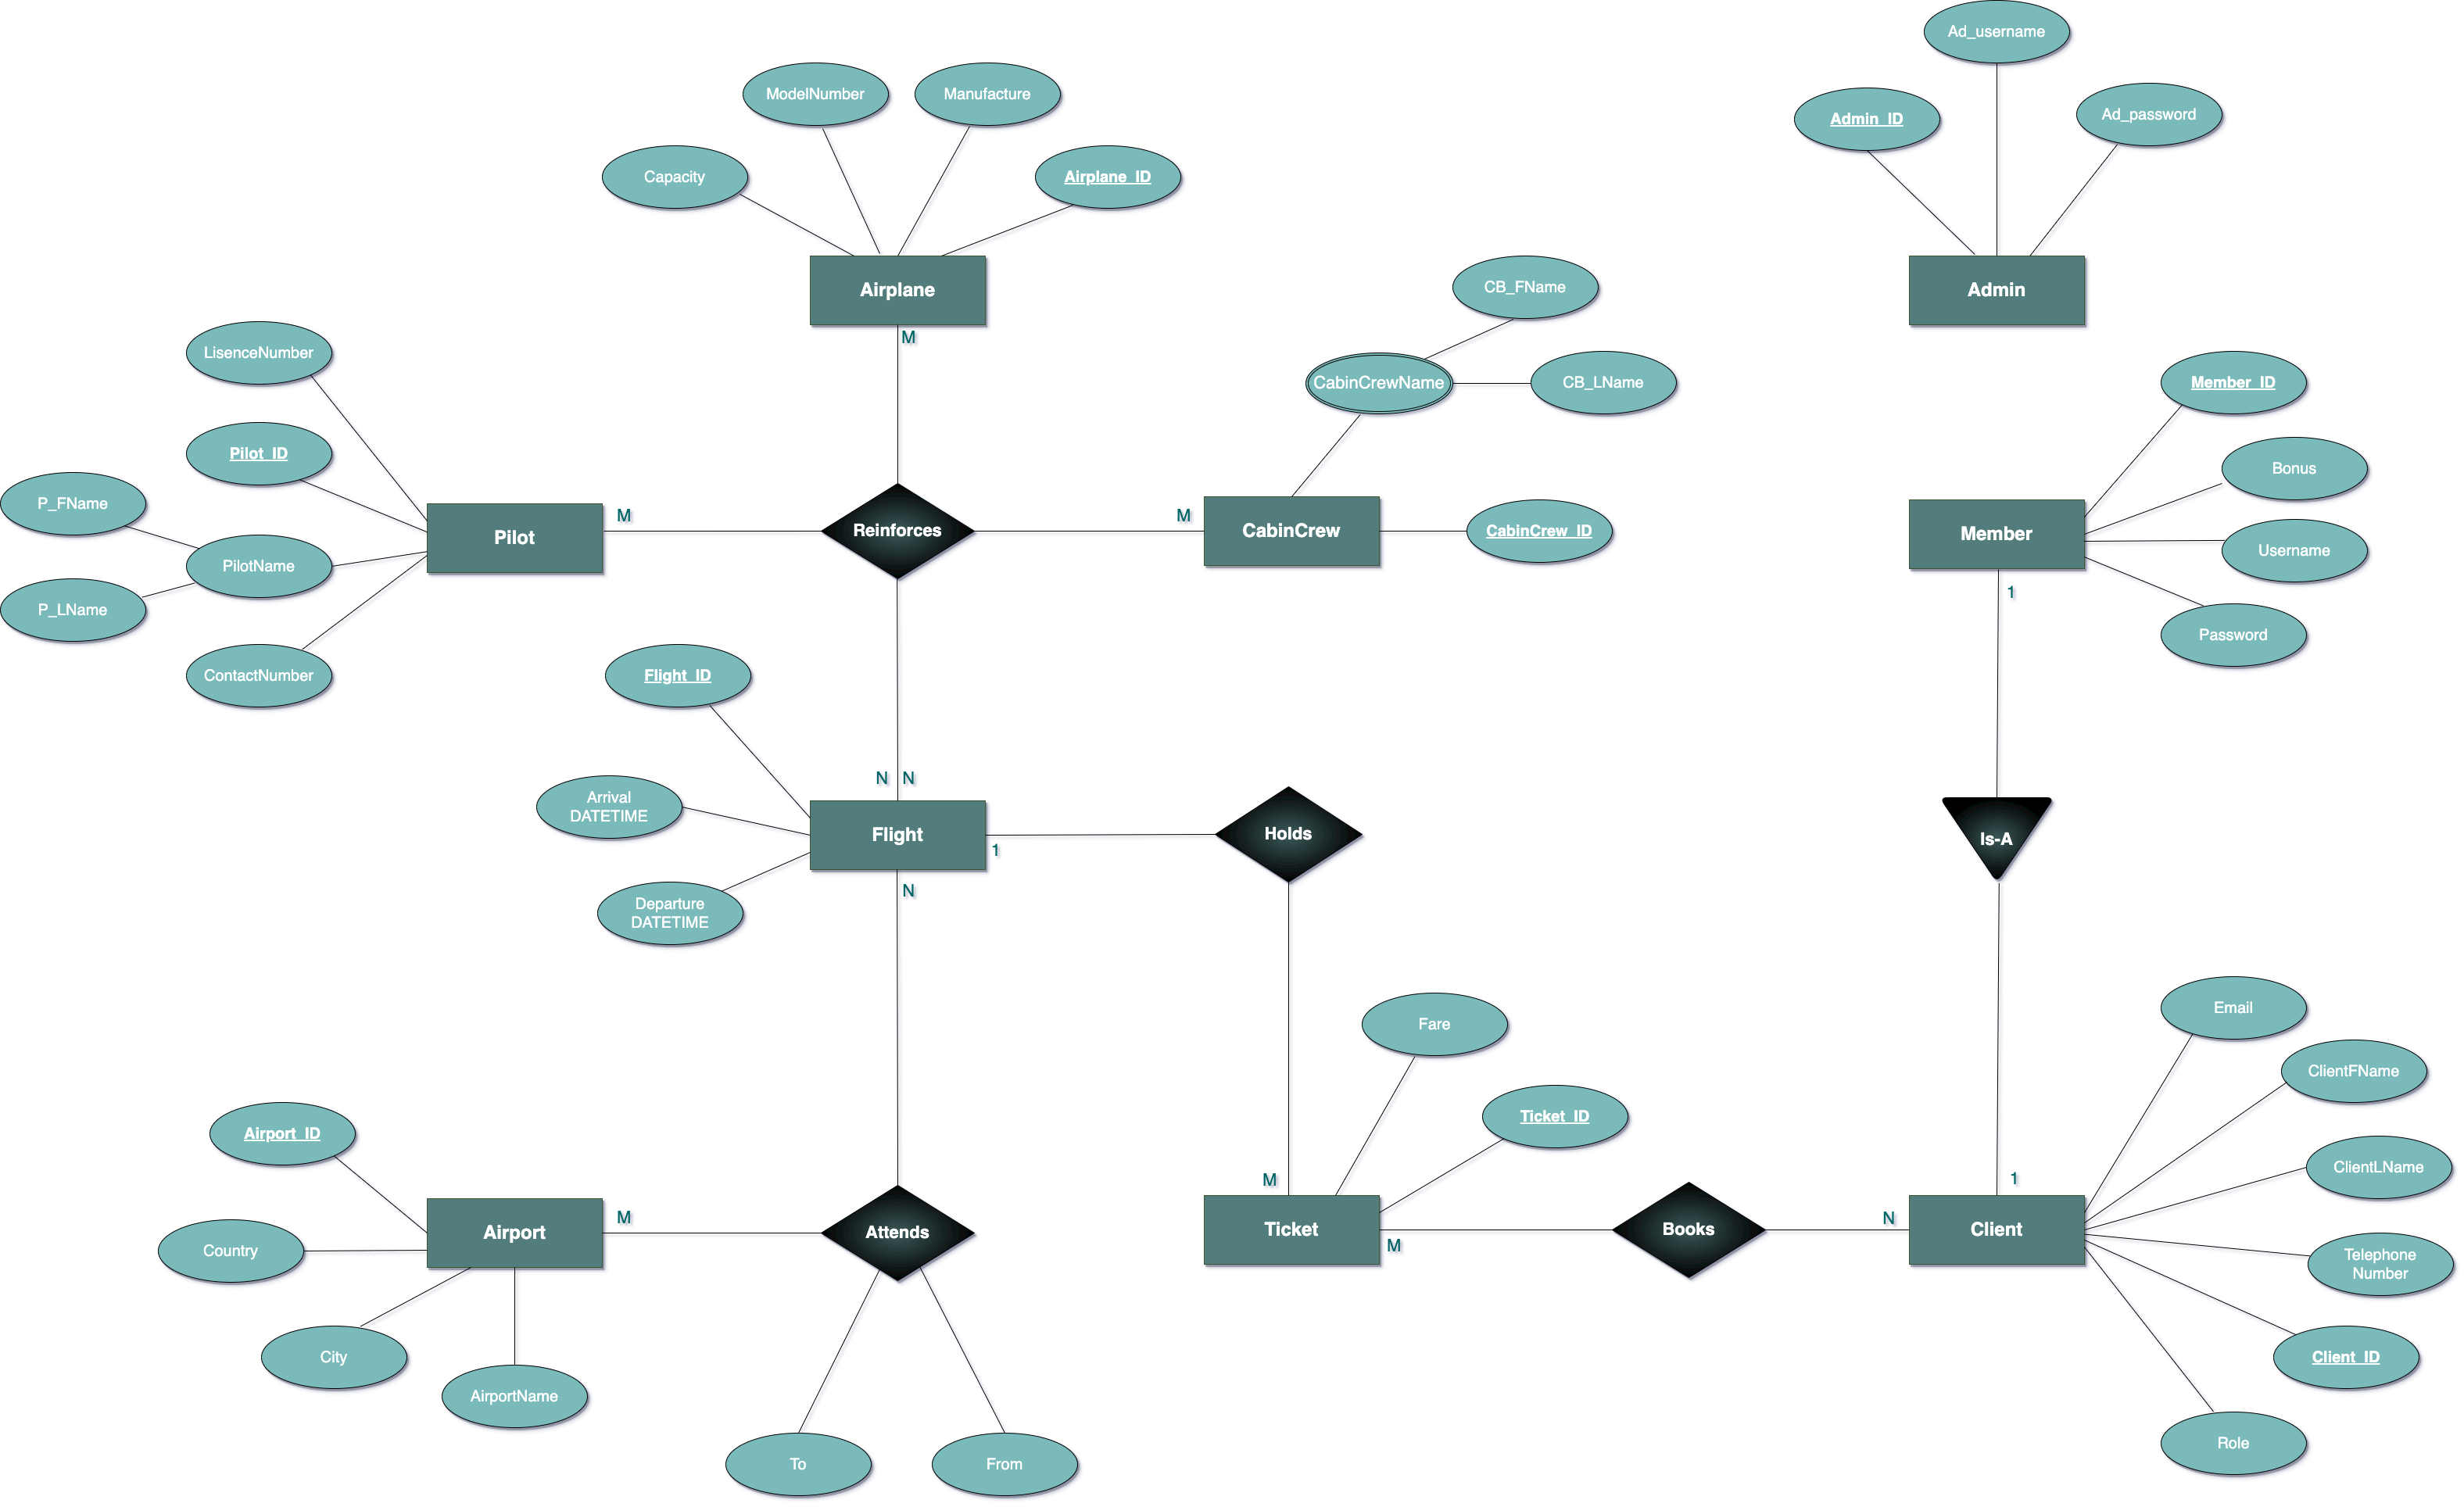 Ad_username
ModelNumber
Manufacture
Ad_password
Admin_ID
Capacity
Airplane_ID
Airplane
Admin
CB_FName
M
LisenceNumber
CabinCrewName
CB_LName
Member_ID
Pilot_ID
Bonus
P_FName
M
M
Pilot
Reinforces
CabinCrew
CabinCrew_ID
Member
Username
PilotName
1
P_LName
Password
ContactNumber
Flight_ID
N
N
Arrival
DATETIME
Flight
Holds
Is-A
1
N
Departure
DATETIME
Email
Fare
ClientFName
Ticket_ID
Airport_ID
ClientLName
M
1
M
N
Airport
Attends
Ticket
Books
Client
M
Country
Telephone
Number
City
Client_ID
AirportName
Role
To
From